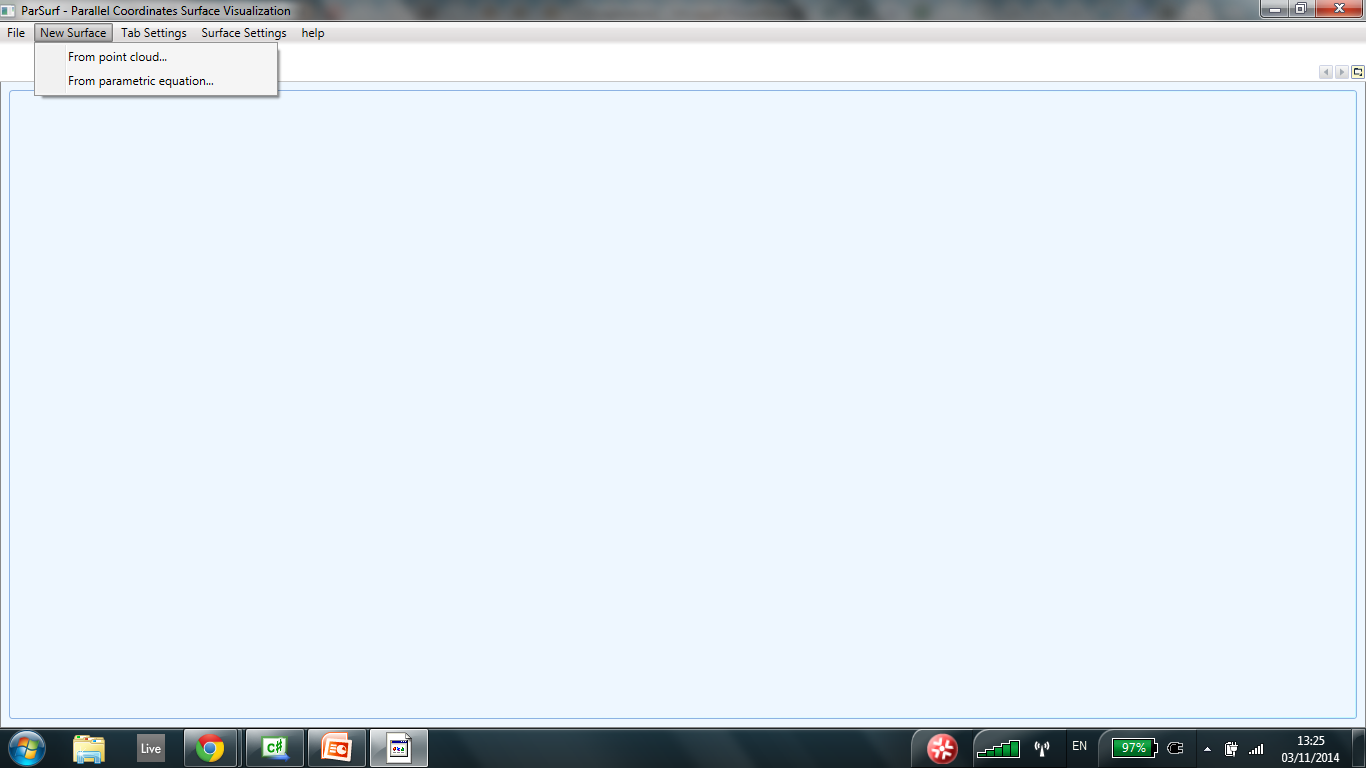 ParSurf - Parallel Coordinates Surface Visualization
File New Surface Tab Settings Surface Settings help
From point cloud...
From parametric equation...
Live
C#
EN
97%
13:25
03/11/2014